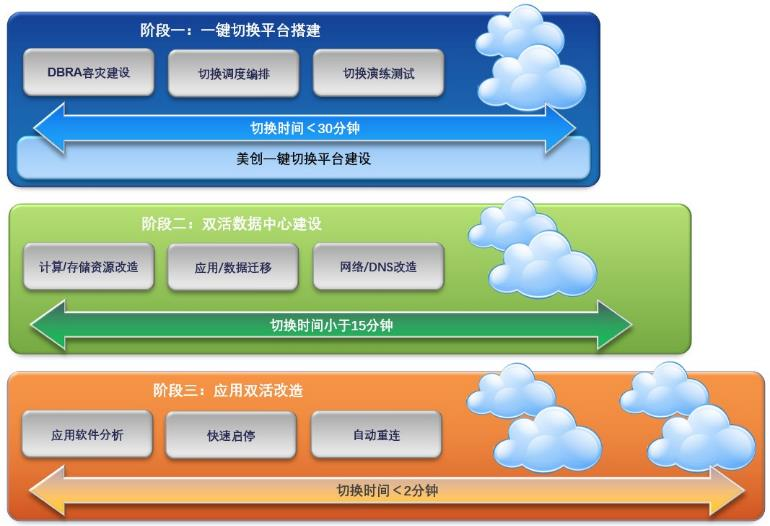 阶段一：一键切换平台搭建
DBRA容灾建设
切换调度编排
切换演练测试
切换时间＜30分钟
美创一键切换平台建设
阶段二：双活数据中心建设
计算/存储资源改造
应用/数据迁移
网络/DNS改造
切换时间小于15分钟
阶段三：应用双活改造
应用软件分析
快速启停
自动重连
切换时间＜2分钟